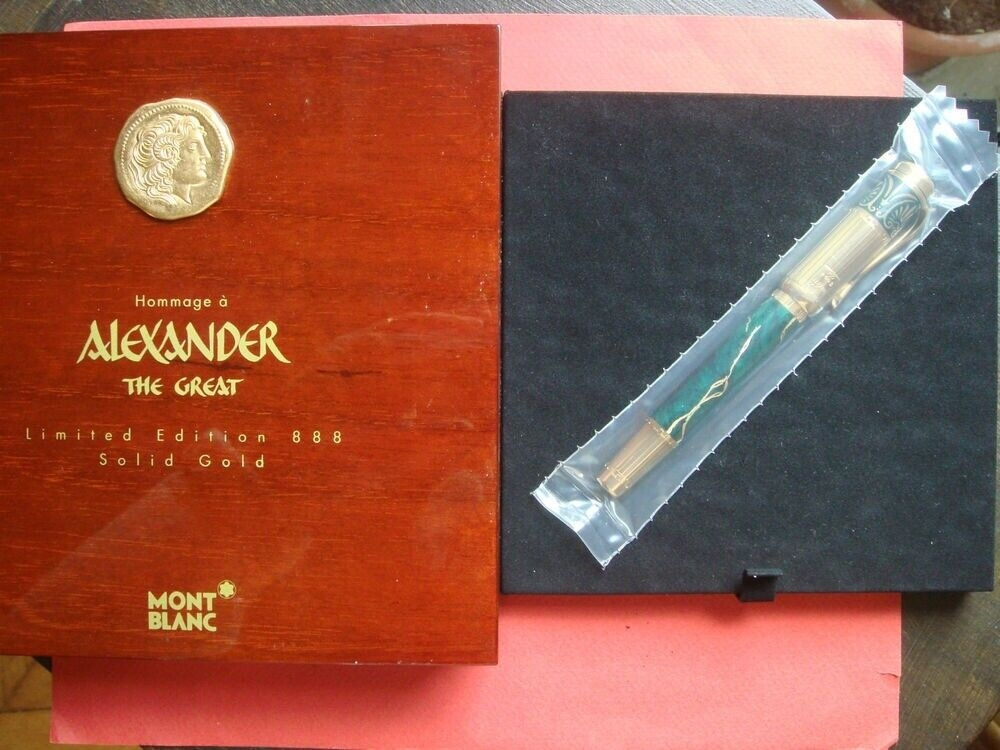 Hommage à
ALEXANDER
THE GREAT
Limited Edition 888
Solid Gold
MONT
BLANC